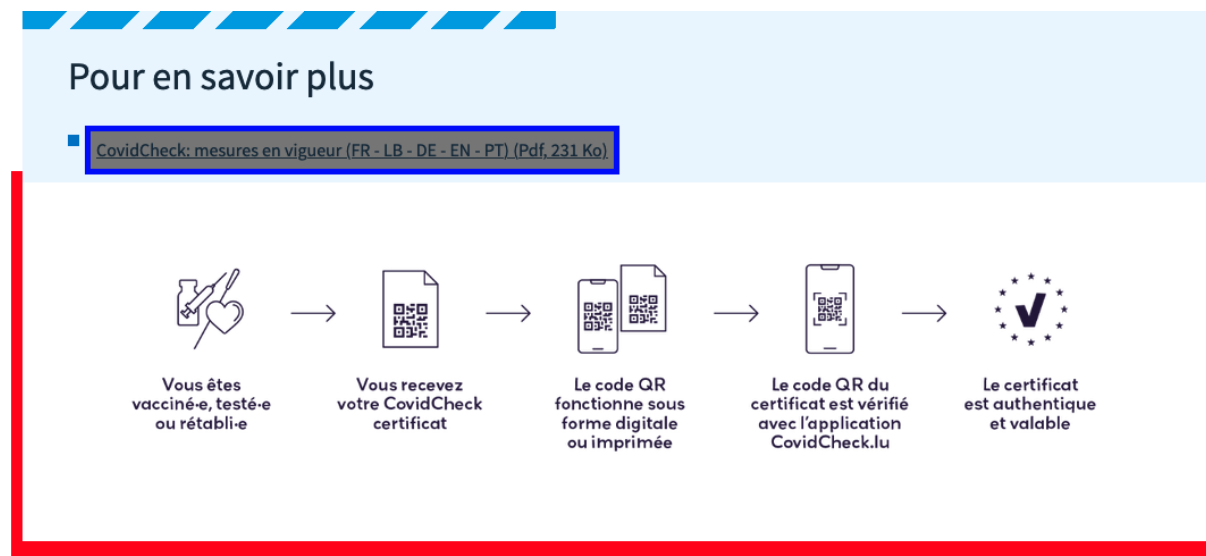 Pour en savoir plus
CovidCheck: mesures en vigueur (FR - LB - DE - EN - PT) (Pdf, 231 Ko)
Vous êtes
vacciné·e, testé·e
ou rétabli·e
Vous recevez
votre CovidCheck
certificat
Le code QR
fonctionne sous
forme digitale
ou imprimée
Le code QR du
certificat est vérifié
avec l'application
CovidCheck.lu
Le certificat
est authentique
et valable